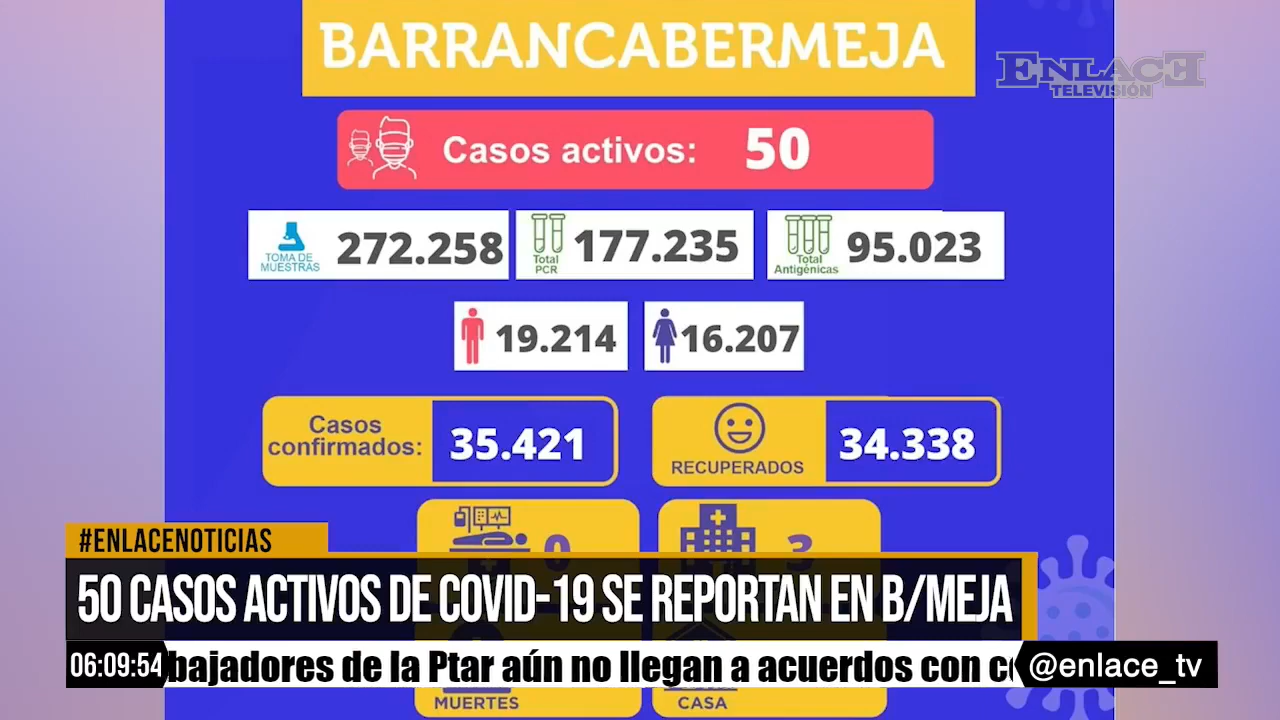 BARRANCABERMEJA
ENLACE
TELEVISIÓN
Casos activos: 50
TOMA DE
MUESTRAS
272.258
Total
PCR
177.235
Total
Antigénicas
95.023
19.214
16.207
Casos
confirmados:
35.421
RECUPERADOS
34.338
0
3
#ENLACENOTICIAS
50 CASOS ACTIVOS DE COVID-19 SE REPORTAN EN B/MEJA
06:09:54
bajadores de la Ptar aún no llegan a acuerdos con
@enlace_tv
MUERTES
CASA